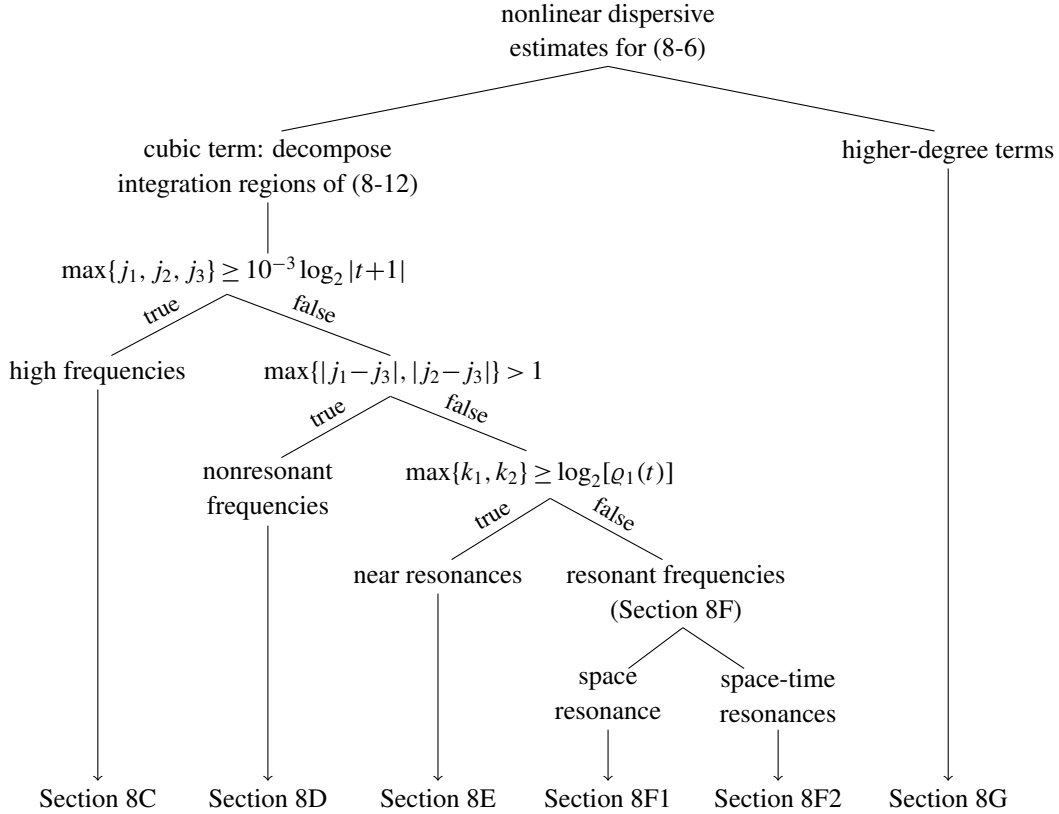 nonlinear dispersive
estimates for (8-6)
cubic term: decompose
integration regions of (8-12)
higher-degree terms
max{j₁, j₂, j₃} ≥ 10⁻³ log₂ |t+1|
true
false
high frequencies
max{|j₁−j₃|, |j₂−j₃|} > 1
true
false
nonresonant
frequencies
max{k₁, k₂} ≥ log₂[ϱ₁(t)]
true
false
near resonances
resonant frequencies
(Section 8F)
space
resonance
space-time
resonances
Section 8C
Section 8D
Section 8E
Section 8F1
Section 8F2
Section 8G